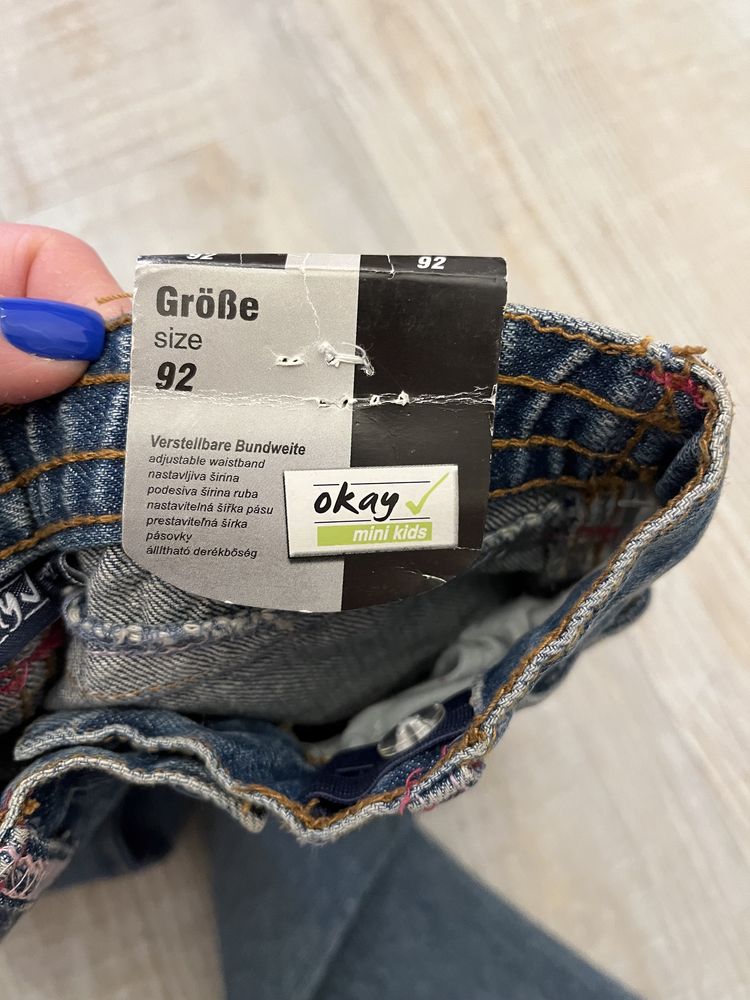 92
92
Größe
size
92
Verstellbare Bundweite
adjustable waistband
nastavljiva širina
podesiva širina ruba
nastavitelná šířka pásu
prestaviteľná šírka
pásovky
állítható derékbőség
okay
mini kids